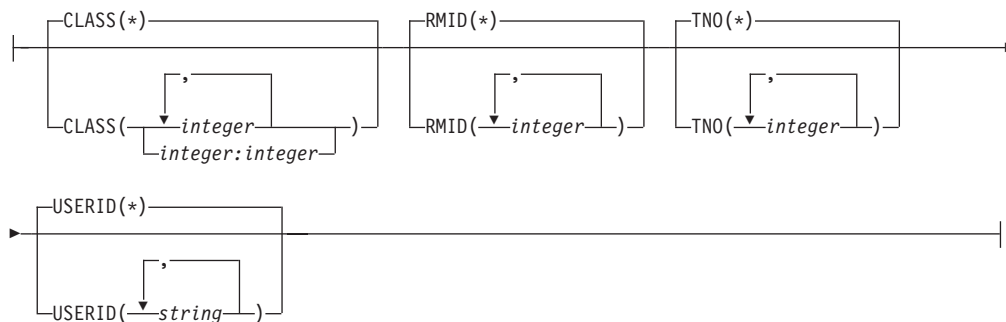 CLASS(*) RMID(*) TNO(*)
, , ,
CLASS( integer ) RMID( integer ) TNO( integer )
integer:integer
USERID(*)
,
USERID( string )